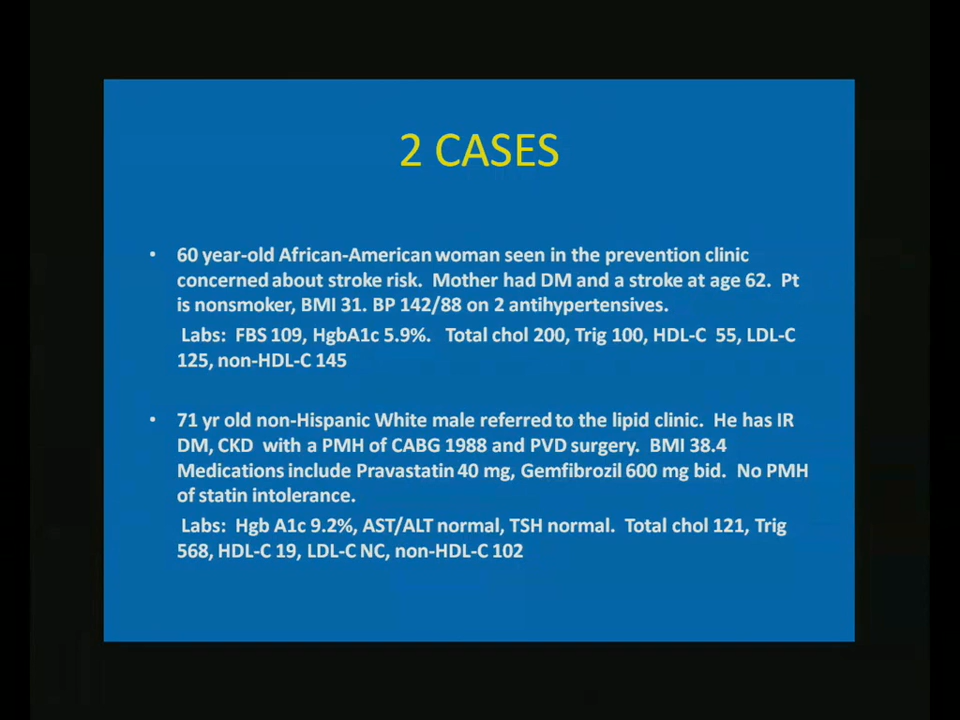 2 CASES
• 60 year-old African-American woman seen in the prevention clinic
concerned about stroke risk. Mother had DM and a stroke at age 62. Pt
is nonsmoker, BMI 31. BP 142/88 on 2 antihypertensives.
Labs: FBS 109, HgbA1c 5.9%. Total chol 200, Trig 100, HDL-C 55, LDL-C
125, non-HDL-C 145
• 71 yr old non-Hispanic White male referred to the lipid clinic. He has IR
DM, CKD with a PMH of CABG 1988 and PVD surgery. BMI 38.4
Medications include Pravastatin 40 mg, Gemfibrozil 600 mg bid. No PMH
of statin intolerance.
Labs: Hgb A1c 9.2%, AST/ALT normal, TSH normal. Total chol 121, Trig
568, HDL-C 19, LDL-C NC, non-HDL-C 102